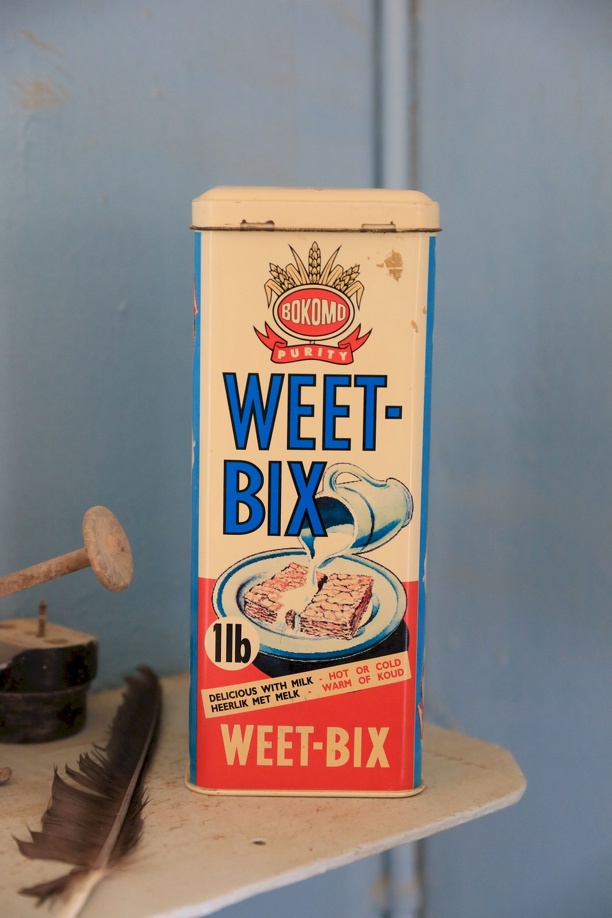 BOKOMO
PURITY
WEET-
BIX
1lb
DELICIOUS WITH MILK - HOT OR COLD
HEERLIK MET MELK - WARM OF KOUD
WEET-BIX